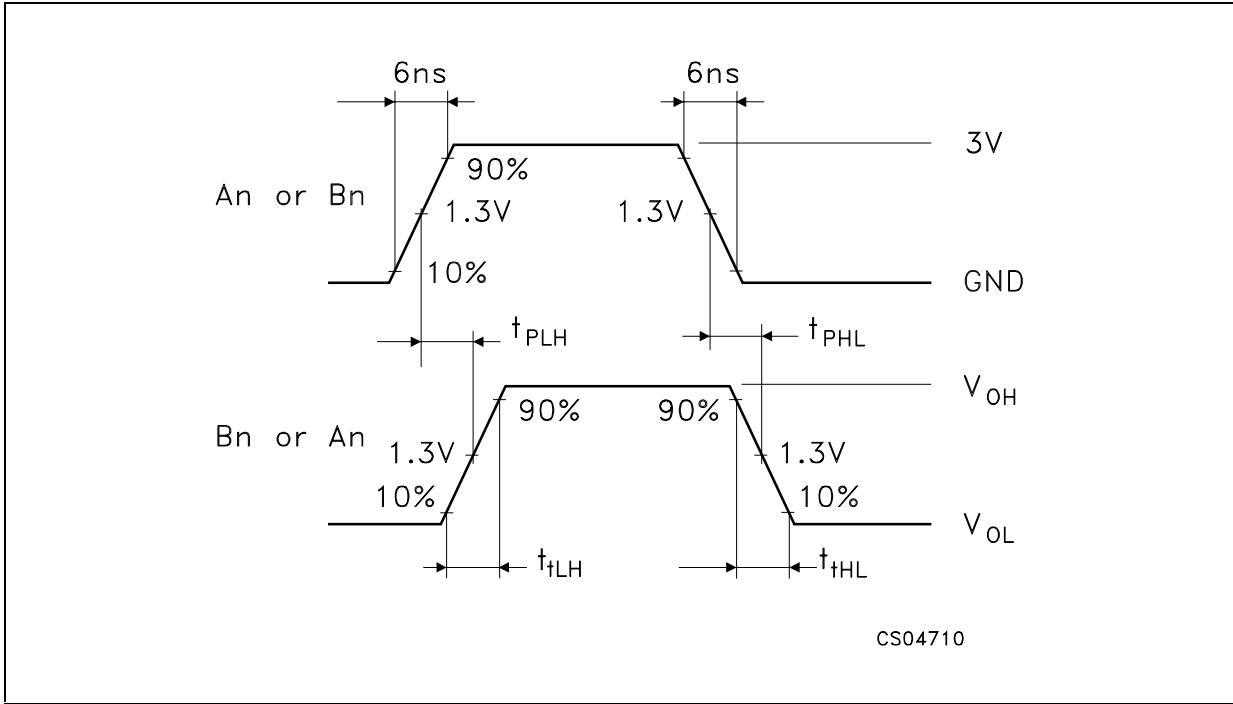 6ns 6ns
3V
90%
An or Bn 1.3V 1.3V
10%
GND
tPLH tPHL
VOH
90% 90%
Bn or An 1.3V 1.3V
10% 10%
VOL
ttLH ttHL
CS04710